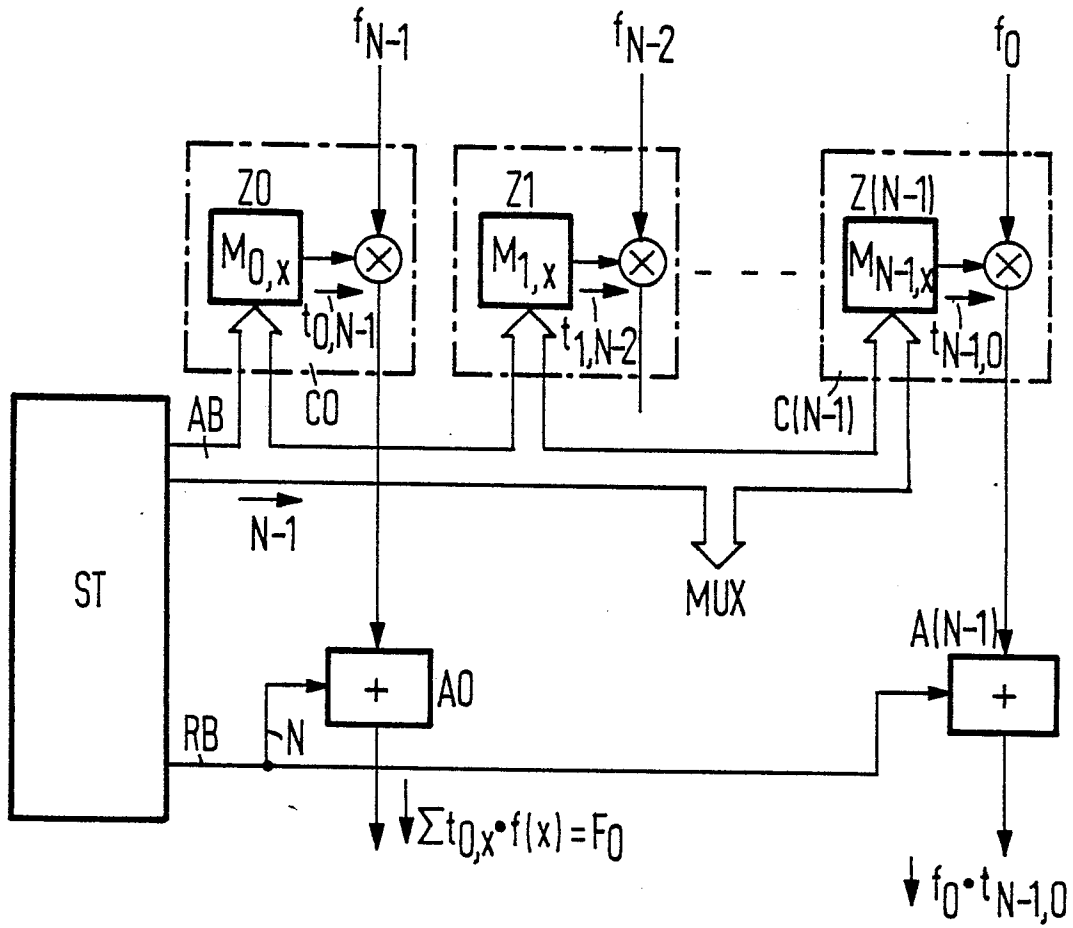 f_{N-1} f_{N-2} f_0
Z0 Z1 Z(N-1)
M_{0,x} M_{1,x} M_{N-1,x}
t_{0,N-1} t_{1,N-2} t_{N-1,0}
C0 C(N-1)
AB
N-1
ST
MUX
A(N-1)
+ A0 +
RB N
∑t_{0,x}•f(x)=F_0
f_0•t_{N-1,0}